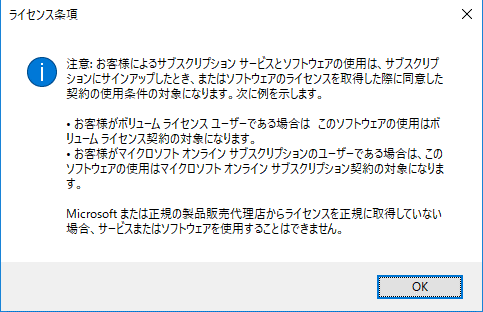 ライセンス条項
注意: お客様によるサブスクリプション サービスとソフトウェアの使用は、サブスクリプ
ションにサインアップしたとき、またはソフトウェアのライセンスを取得した際に同意した
契約の使用条件の対象になります。次に例を示します。
• お客様がボリューム ライセンス ユーザーである場合は このソフトウェアの使用はボ
リューム ライセンス契約の対象になります。
• お客様がマイクロソフト オンライン サブスクリプションのユーザーである場合は、この
ソフトウェアの使用はマイクロソフト オンライン サブスクリプション契約の対象になりま
す。
Microsoft または正規の製品販売代理店からライセンスを正規に取得していない
場合、サービスまたはソフトウェアを使用することはできません。
OK